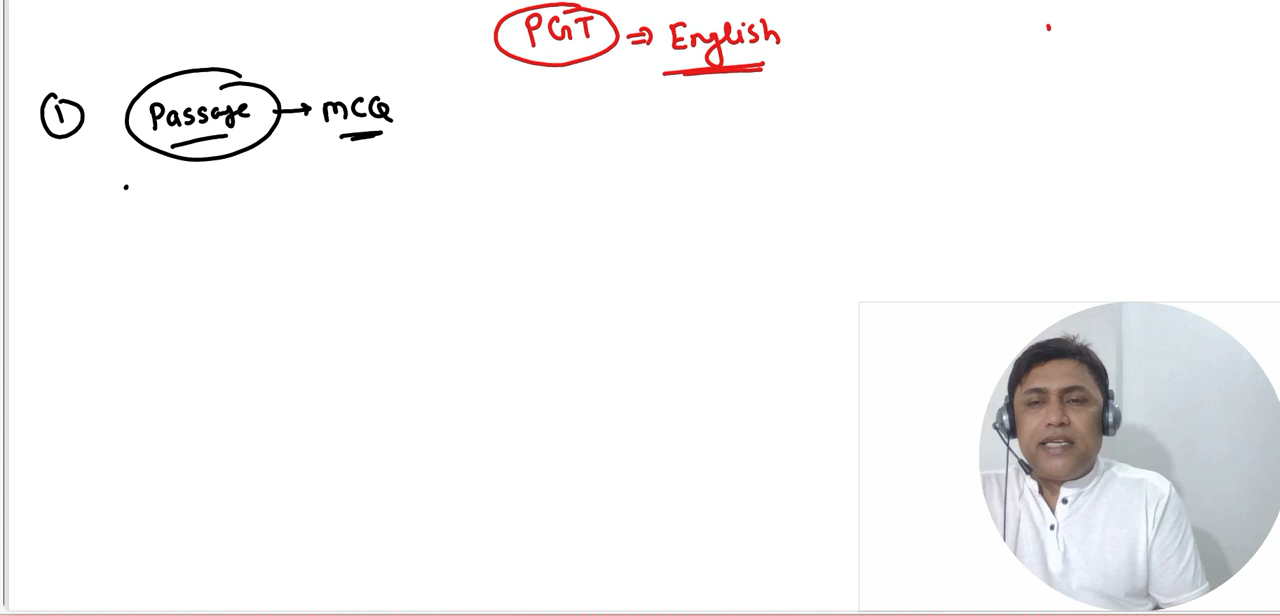 PGT ⇒ English
① Passage → MCQ